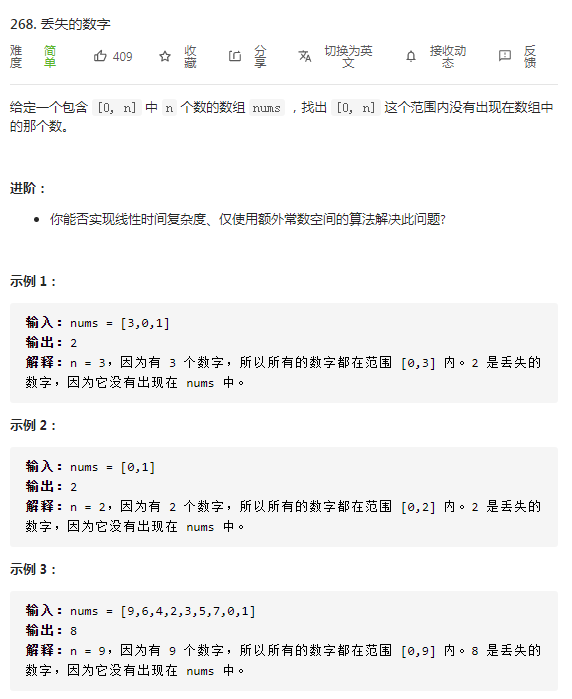 268. 丢失的数字
难度 简单 409 收藏 分享 切换为英文 接收动态 反馈
给定一个包含 [0, n] 中 n 个数的数组 nums ，找出 [0, n] 这个范围内没有出现在数组中
的那个数。
进阶：
• 你能否实现线性时间复杂度、仅使用额外常数空间的算法解决此问题?
示例 1：
输入：nums = [3,0,1]
输出：2
解释：n = 3，因为有 3 个数字，所以所有的数字都在范围 [0,3] 内。2 是丢失的
数字，因为它没有出现在 nums 中。
示例 2：
输入：nums = [0,1]
输出：2
解释：n = 2，因为有 2 个数字，所以所有的数字都在范围 [0,2] 内。2 是丢失的
数字，因为它没有出现在 nums 中。
示例 3：
输入：nums = [9,6,4,2,3,5,7,0,1]
输出：8
解释：n = 9，因为有 9 个数字，所以所有的数字都在范围 [0,9] 内。8 是丢失的
数字，因为它没有出现在 nums 中。